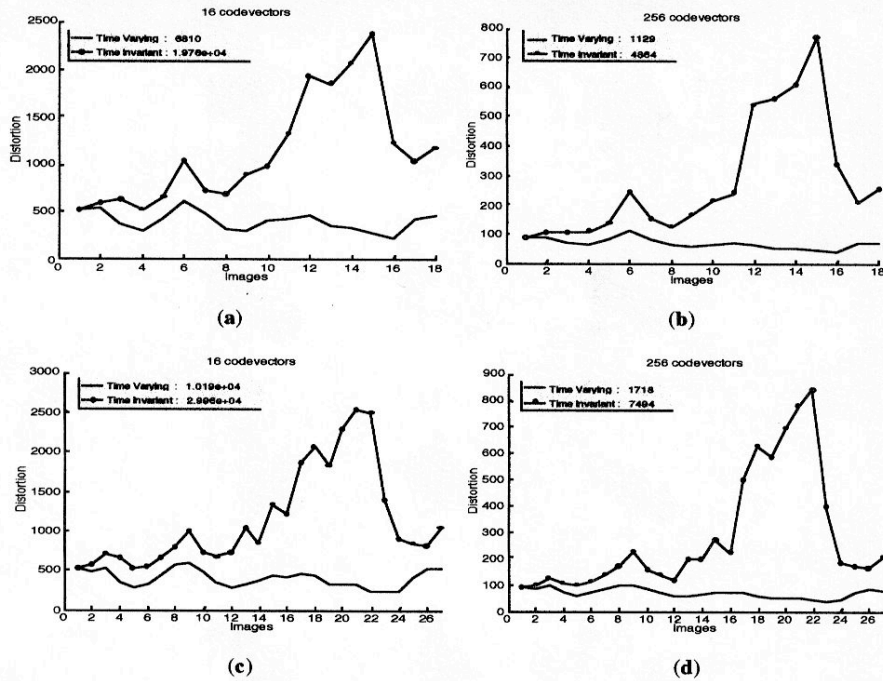 16 codevectors
2500
2000
1500
1000
500
0
Distortion
Time Varying : 6810
Time Invariant : 1.976e+04
0 2 4 6 8 10 12 14 16 18
Images
(a)
256 codevectors
800
700
600
500
400
300
200
100
0
Distortion
Time Varying : 1129
Time Invariant : 4864
0 2 4 6 8 10 12 14 16 18
Images
(b)
16 codevectors
3000
2500
2000
1500
1000
500
0
Distortion
Time Varying : 1.019e+04
Time Invariant : 2.996e+04
0 2 4 6 8 10 12 14 16 18 20 22 24 26
Images
(c)
256 codevectors
900
800
700
600
500
400
300
200
100
0
Distortion
Time Varying : 1718
Time Invariant : 7494
0 2 4 6 8 10 12 14 16 18 20 22 24 26
Images
(d)